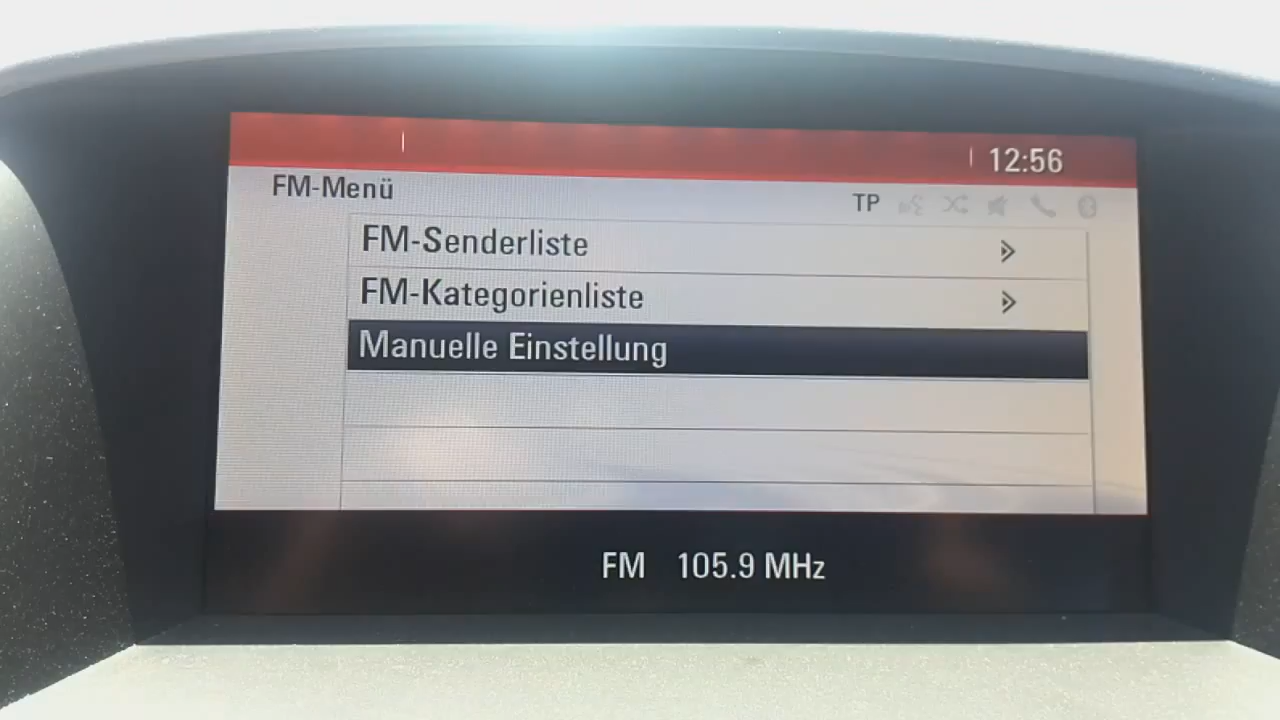 12:56
FM-Menü
TP
FM-Senderliste
FM-Kategorienliste
Manuelle Einstellung
FM 105.9 MHz